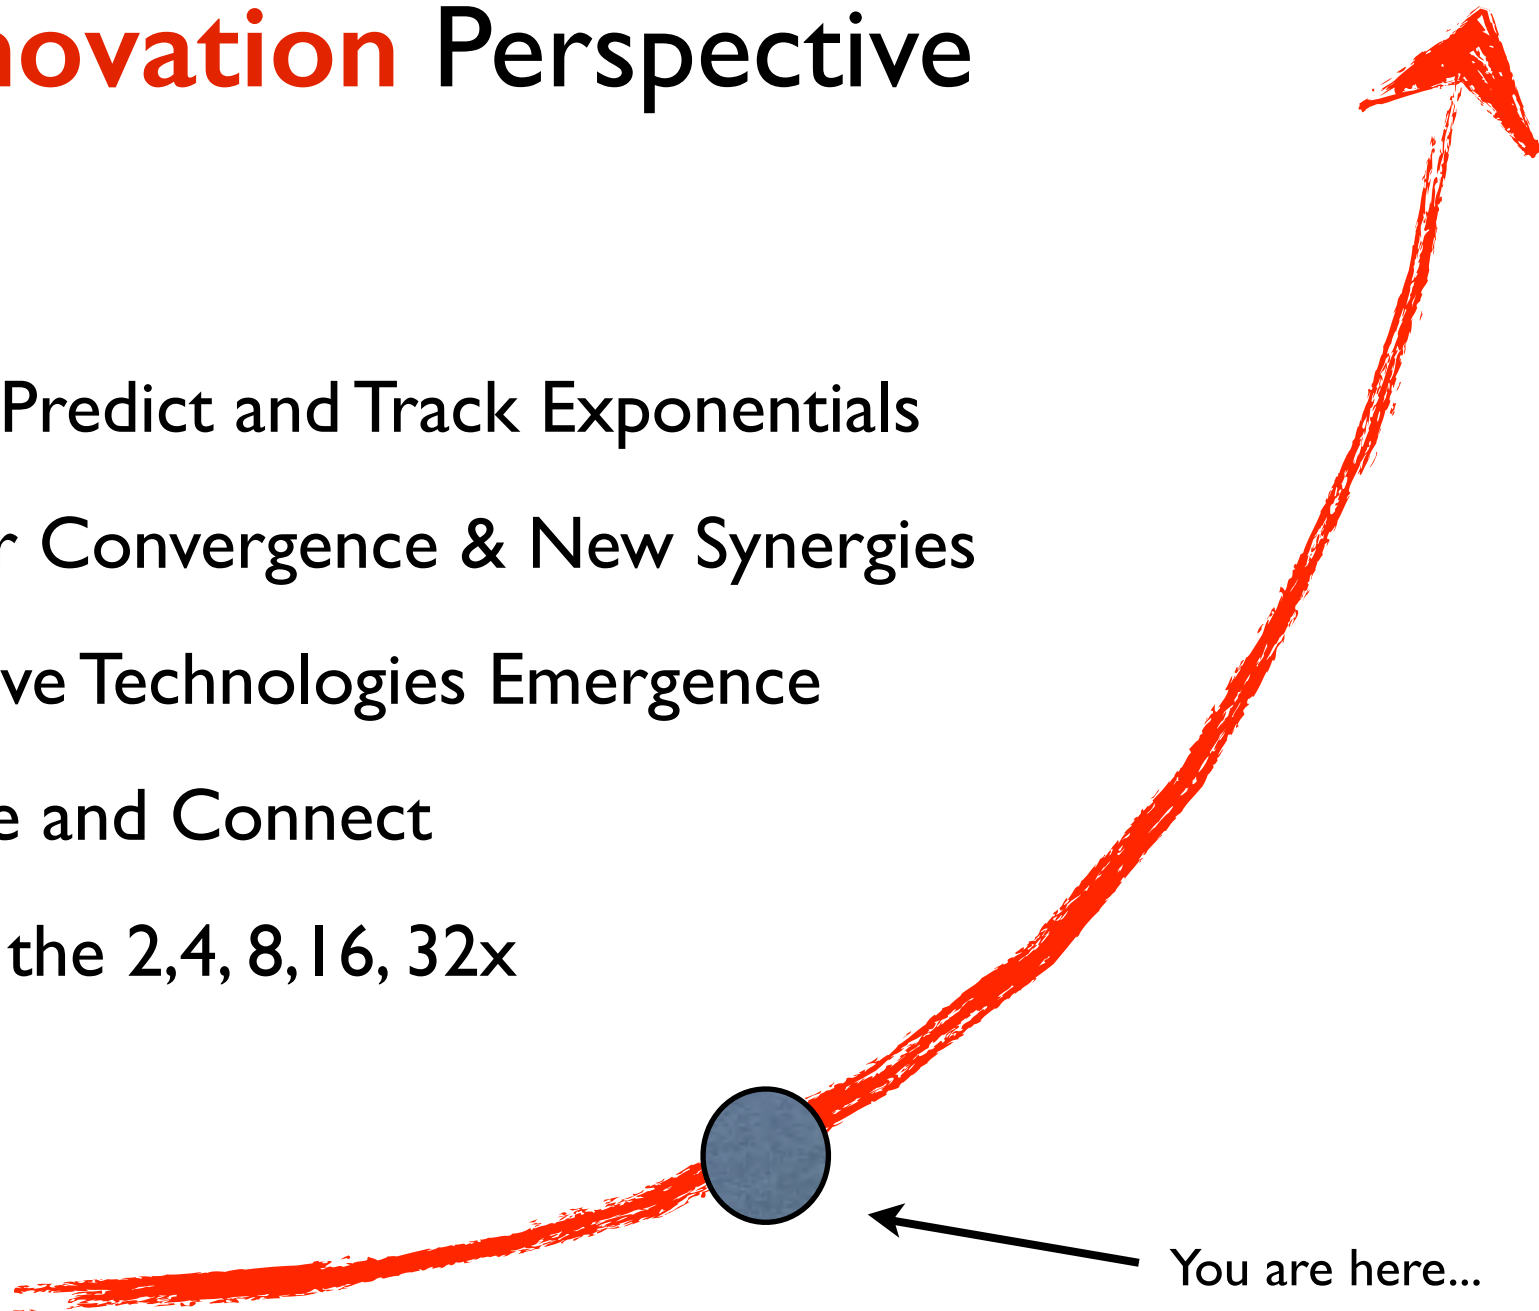 novation Perspective
Predict and Track Exponentials
r Convergence & New Synergies
ve Technologies Emergence
e and Connect
the 2,4, 8,16, 32x
You are here...